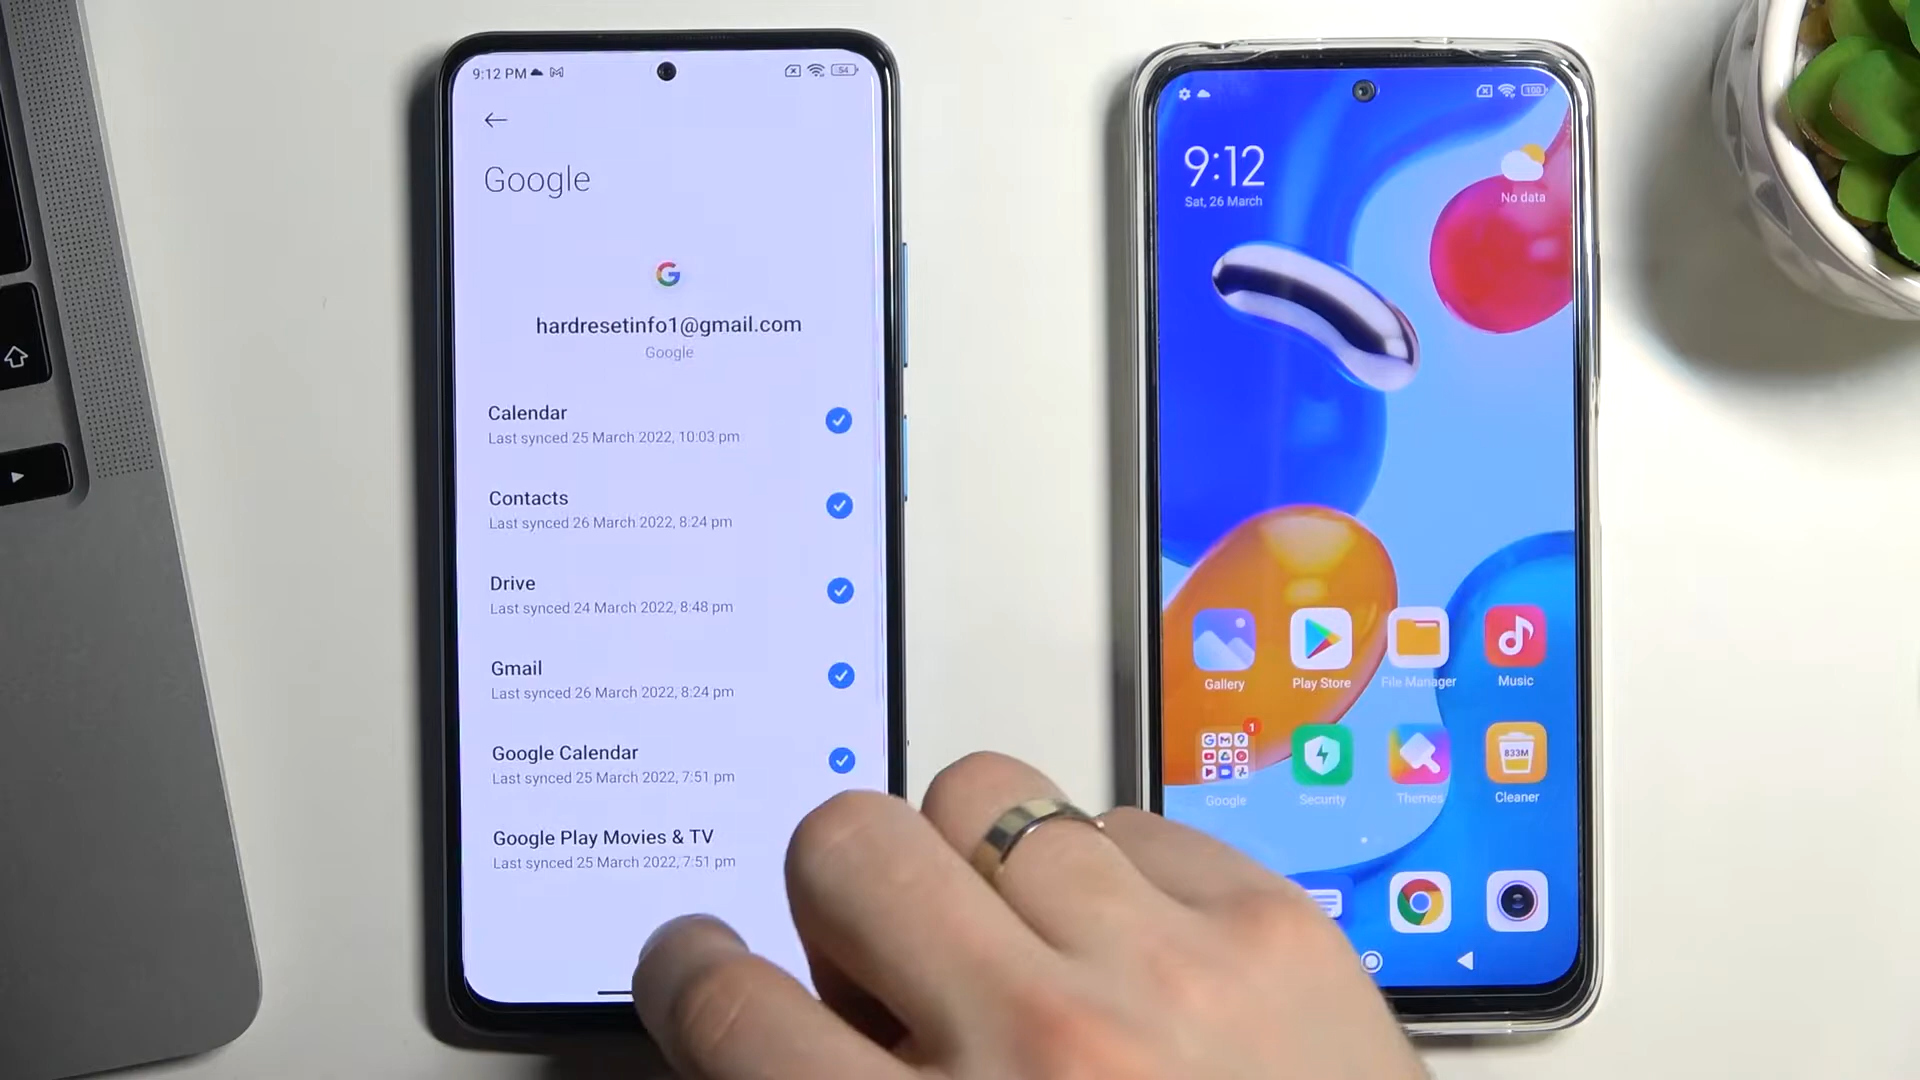 9:12 PM
54
Google
hardresetinfo1@gmail.com
Google
Calendar
Last synced 25 March 2022, 10:03 pm
Contacts
Last synced 26 March 2022, 8:24 pm
Drive
Last synced 24 March 2022, 8:48 pm
Gmail
Last synced 26 March 2022, 8:24 pm
Google Calendar
Last synced 25 March 2022, 7:51 pm
Google Play Movies & TV
Last synced 25 March 2022, 7:51 pm
100
9:12
Sat, 26 March
No data
Gallery
Play Store
File Manager
Music
1
833M
Google
Security
Themes
Cleaner